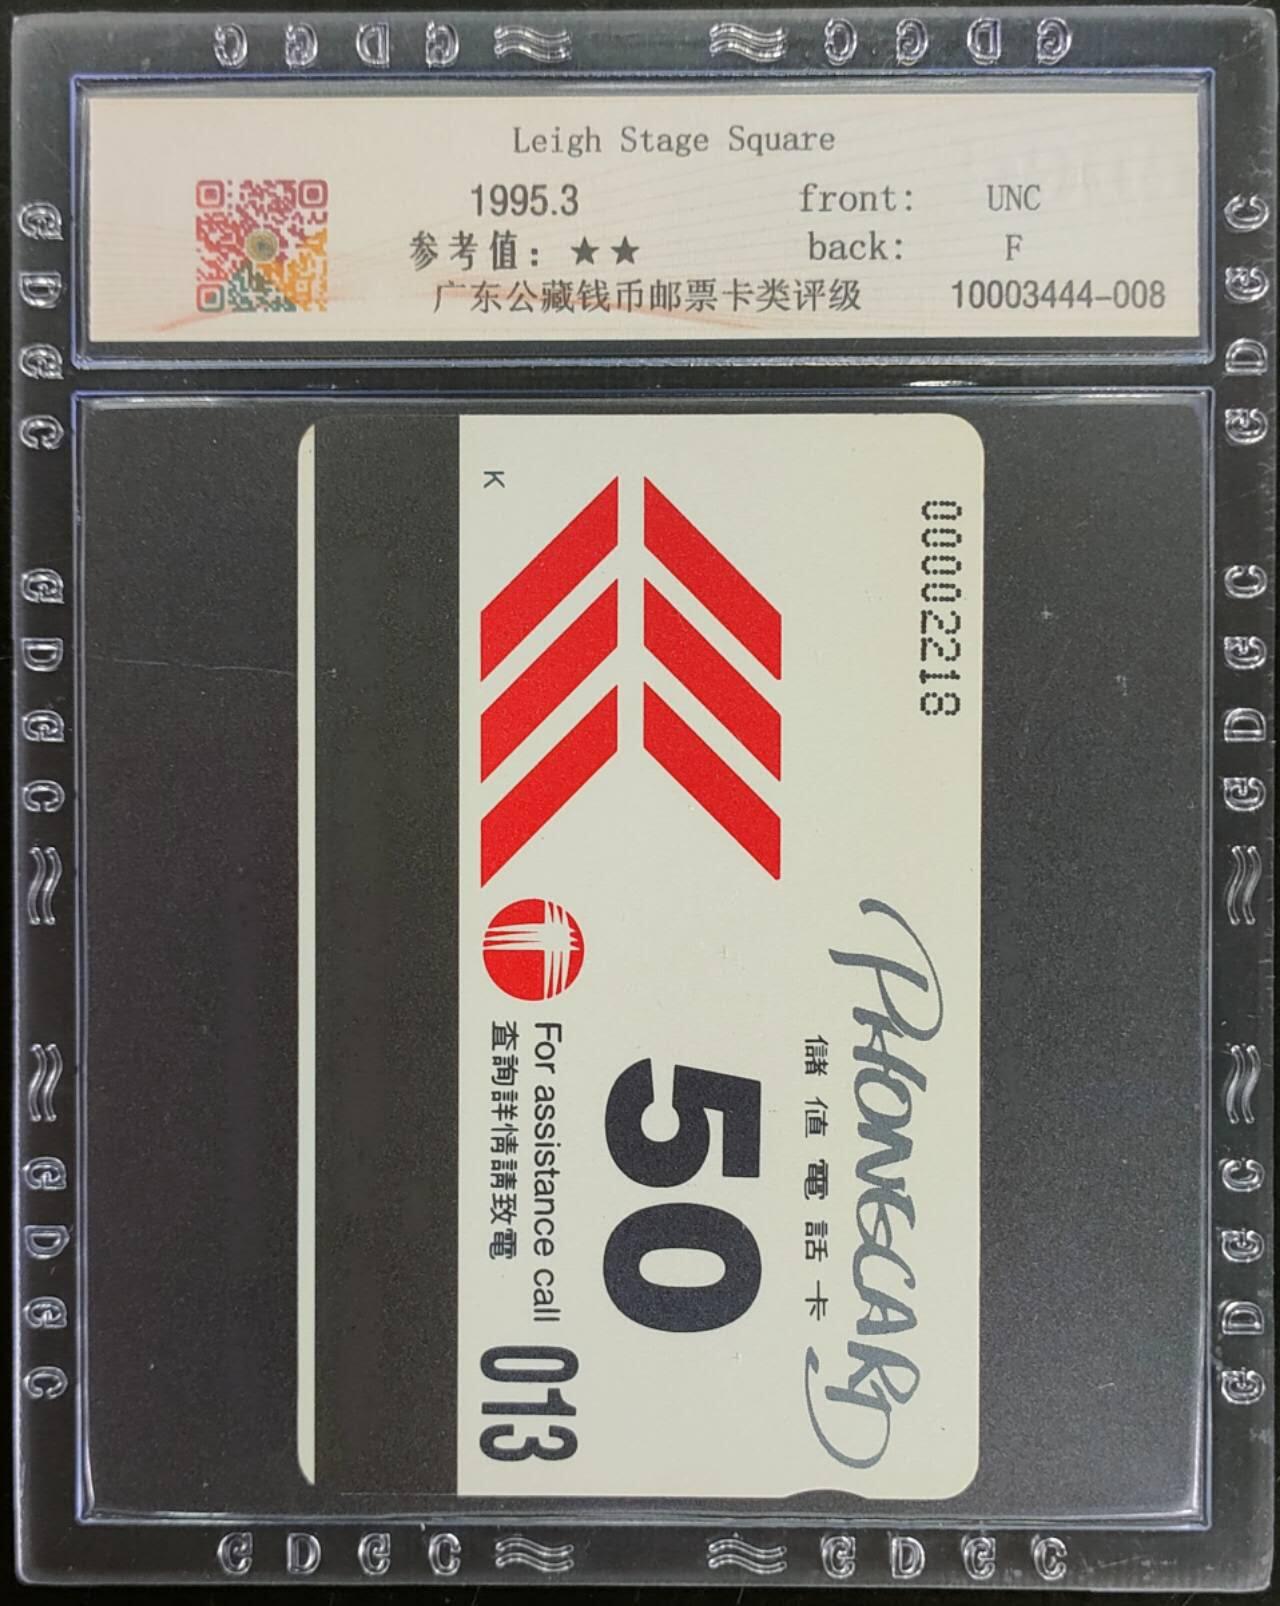 Leigh Stage Square
1995.3
front: UNC
参考值：★★
back: F
广东公藏钱币邮票卡类评级
10003444-008
00002218
PHONECARD
儲值電話卡
50
For assistance call
查詢詳情請致電
013
K
G D G C
G D G C
G D G C
G D G C
G D G C
G D G C
G D G C
G D G C
G D G C
G D G C